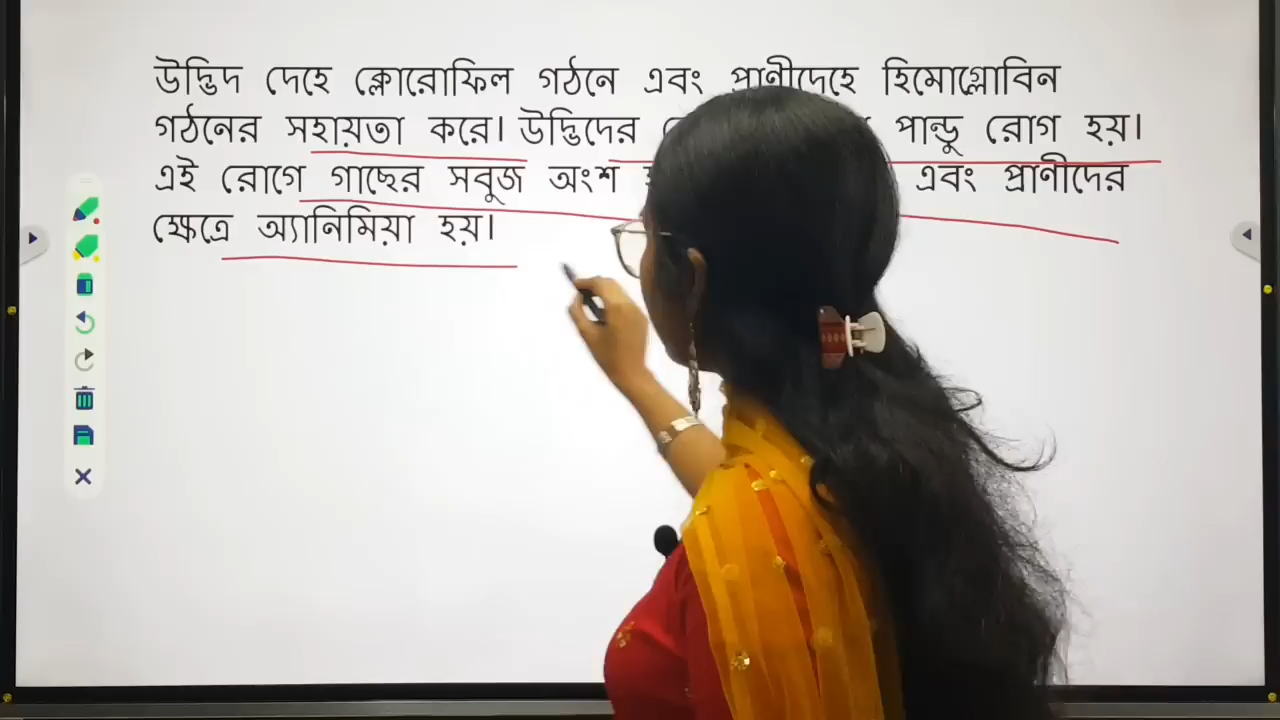 উদ্ভিদ দেহে ক্লোরোফিল গঠনে এবং প্রাণীদেহে হিমোগ্লোবিন
গঠনের সহায়তা করে। উদ্ভিদের পান্ডু রোগ হয়।
এই রোগে গাছের সবুজ অংশ এবং প্রাণীদের
ক্ষেত্রে অ্যানিমিয়া হয়।